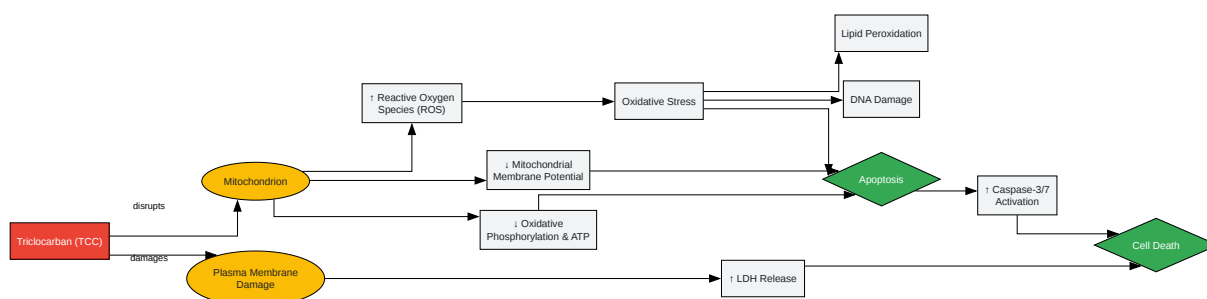 Lipid Peroxidation
↑ Reactive Oxygen
Species (ROS)
Oxidative Stress
DNA Damage
↓ Mitochondrial
Membrane Potential
Mitochondrion
Apoptosis
↑ Caspase-3/7
Activation
disrupts
↓ Oxidative
Phosphorylation & ATP
Triclocarban (TCC)
Cell Death
damages
Plasma Membrane
Damage
↑ LDH Release